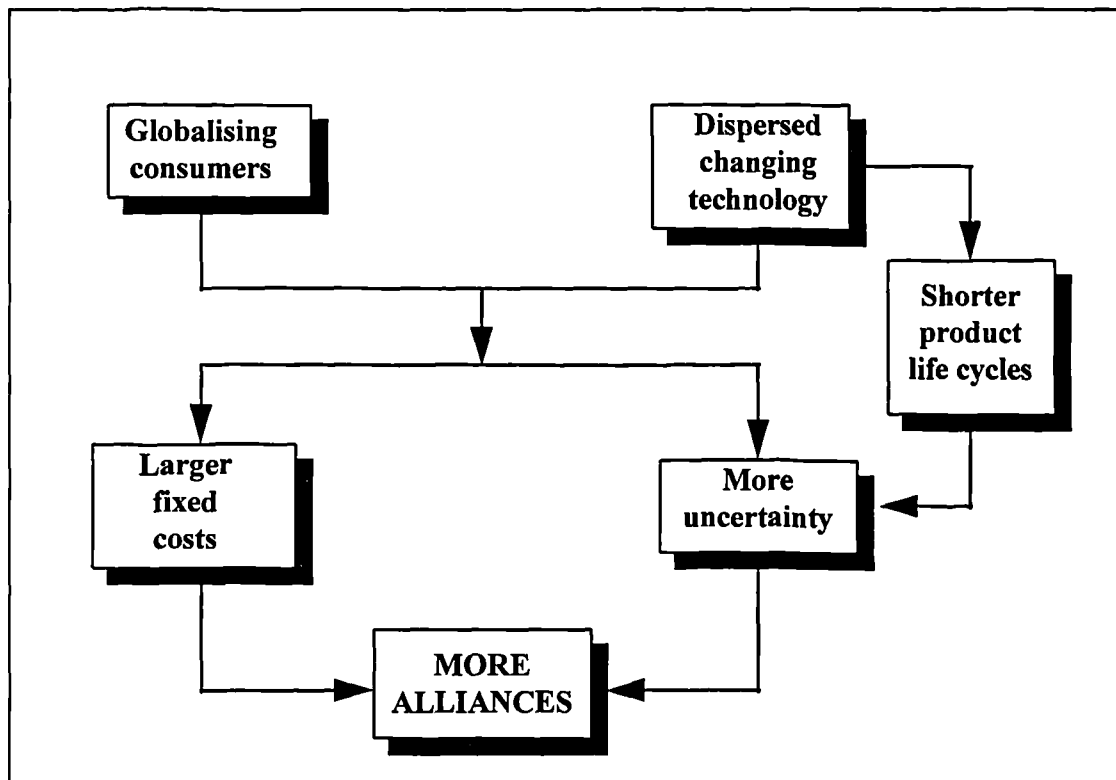 Globalising
consumers
Dispersed
changing
technology
Shorter
product
life cycles
Larger
fixed
costs
More
uncertainty
MORE
ALLIANCES